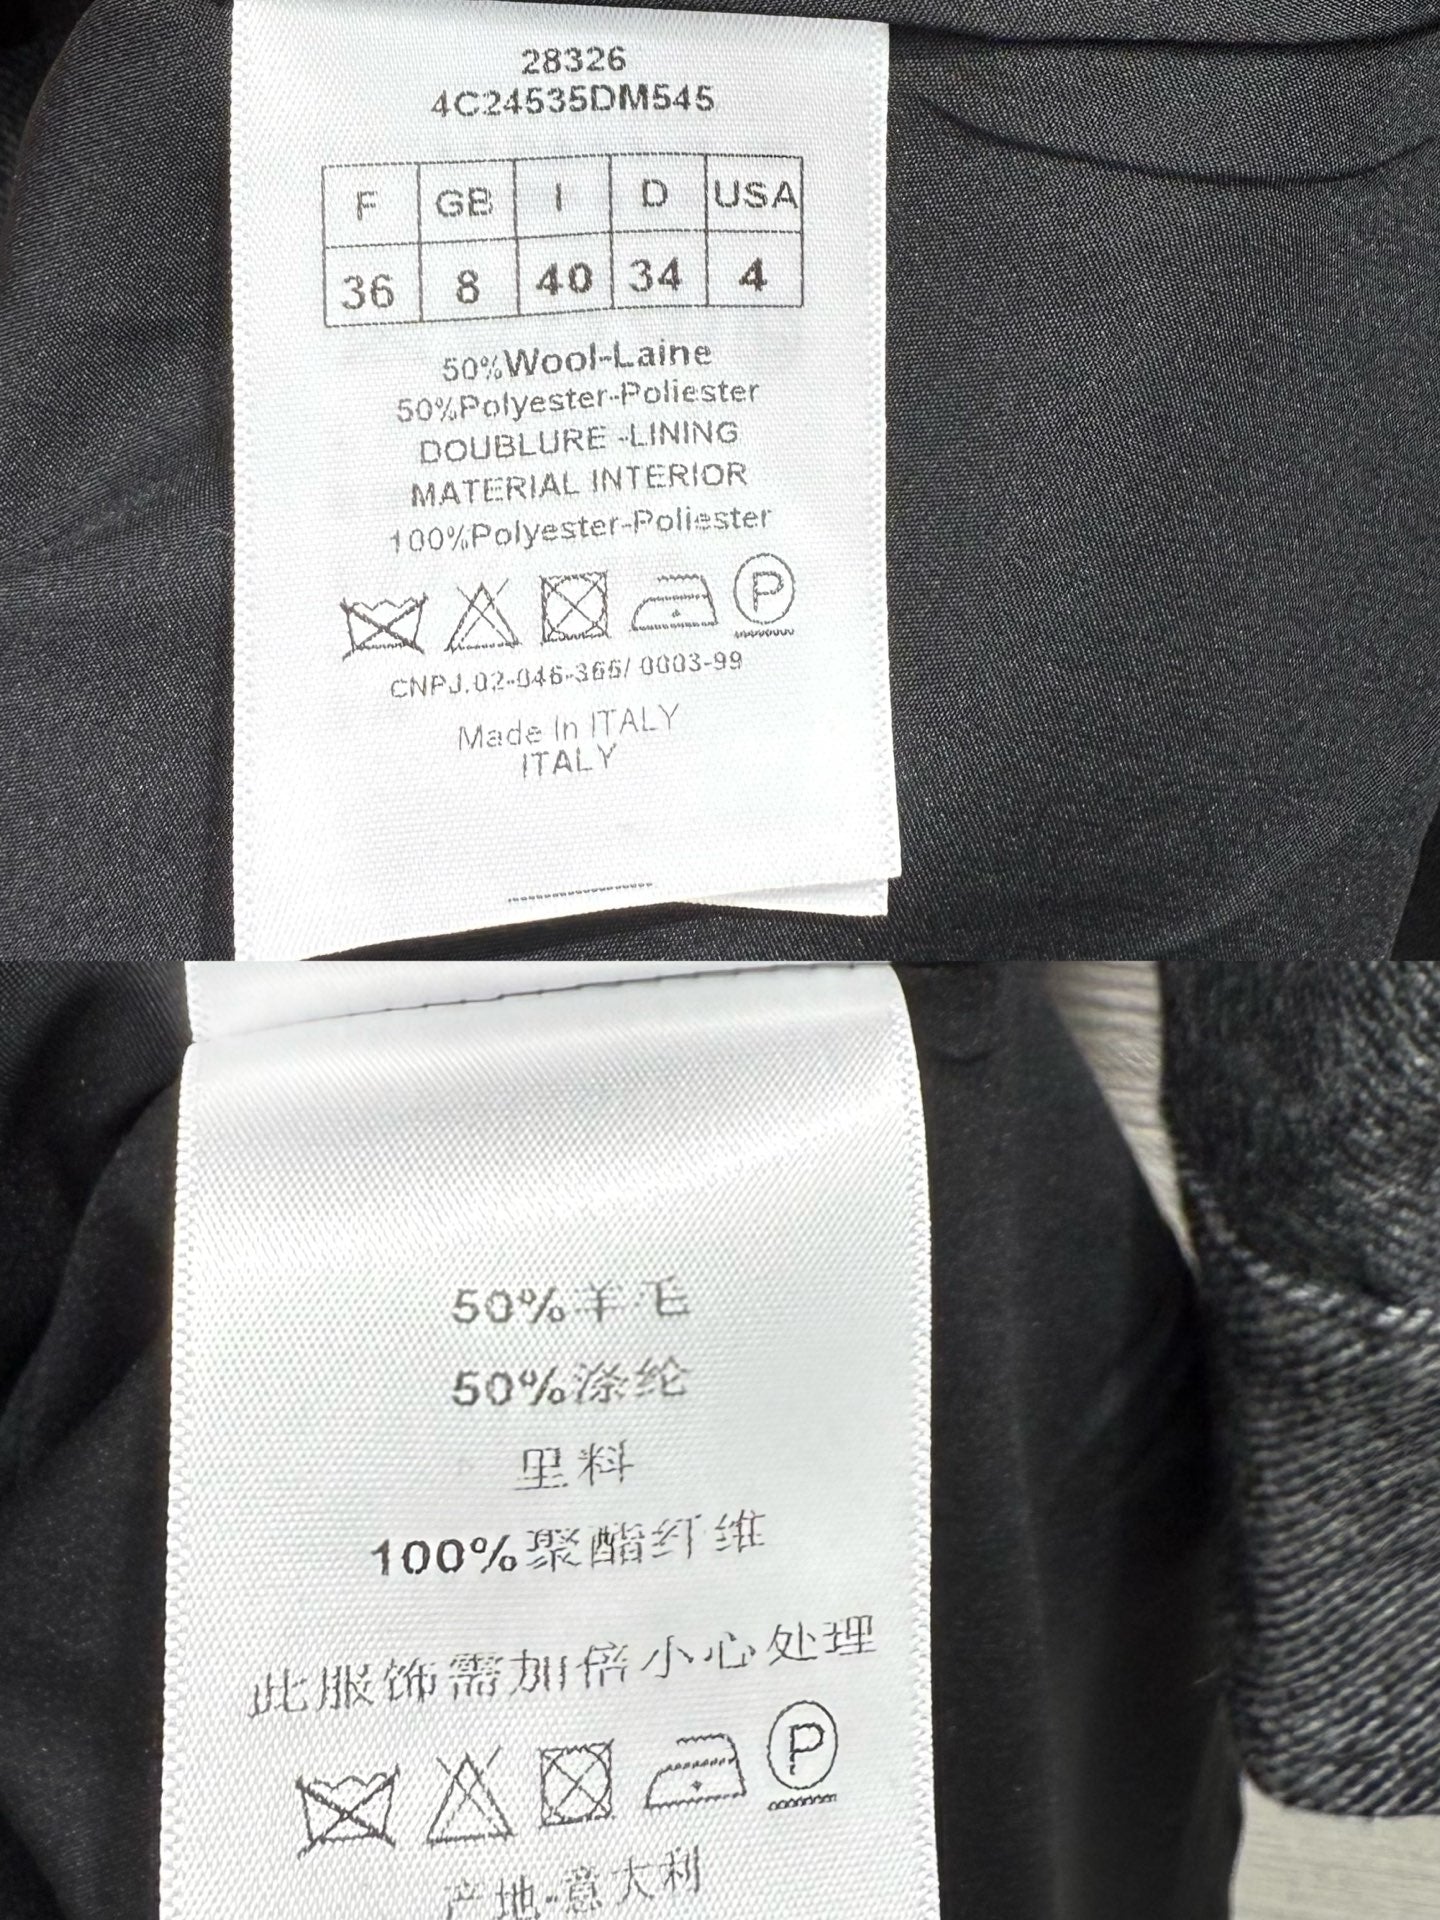 28326
4C24535DM545
F GB I D USA
36 8 40 34 4
50%Wool-Laine
50%Polyester-Poliester
DOUBLURE -LINING
MATERIAL INTERIOR
100%Polyester-Poliester
P
CNPJ.02-046-365/ 0003-99
Made In ITALY
ITALY
50%羊毛
50%涤纶
里料
100%聚酯纤维
此服饰需加倍小心处理
P
产地-意大利